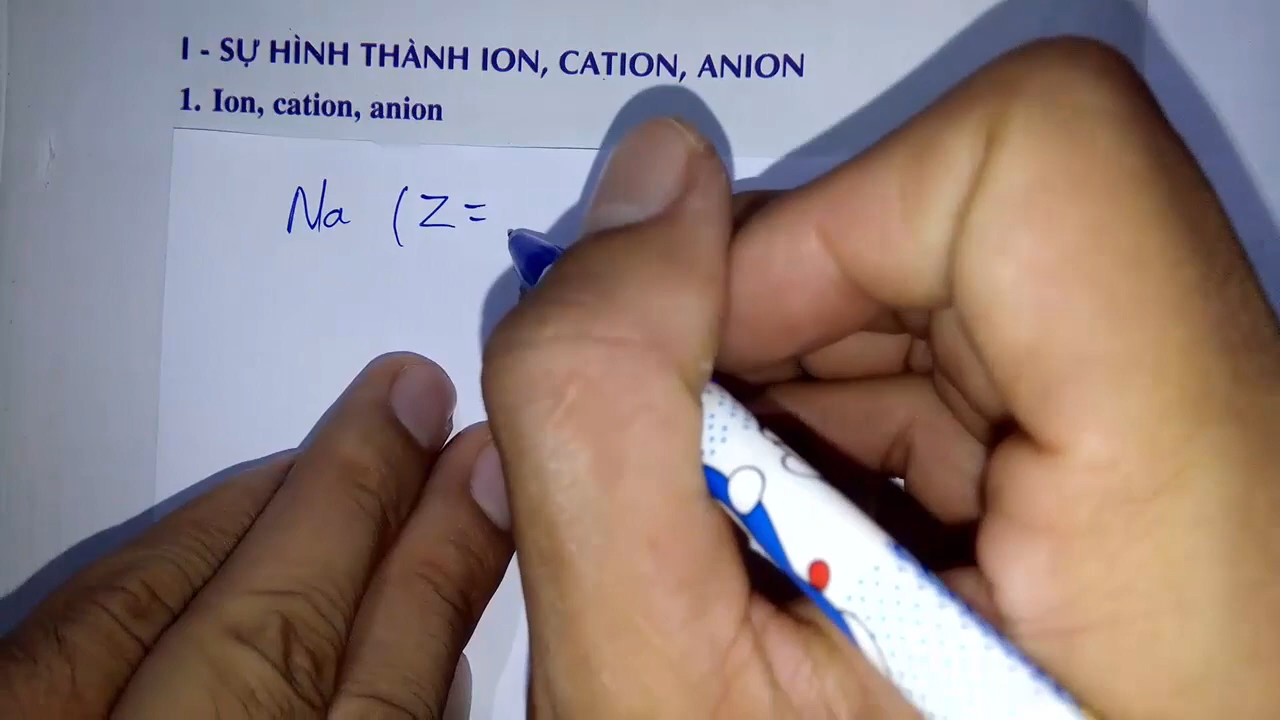 I - SỰ HÌNH THÀNH ION, CATION, ANION
1. Ion, cation, anion
Na (Z =